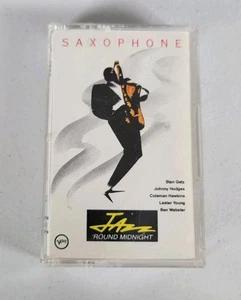 SAXOPHONE
Stan Getz
Johnny Hodges
Coleman Hawkins
Lester Young
Ben Webster
JAZZ
'ROUND MIDNIGHT
Verve